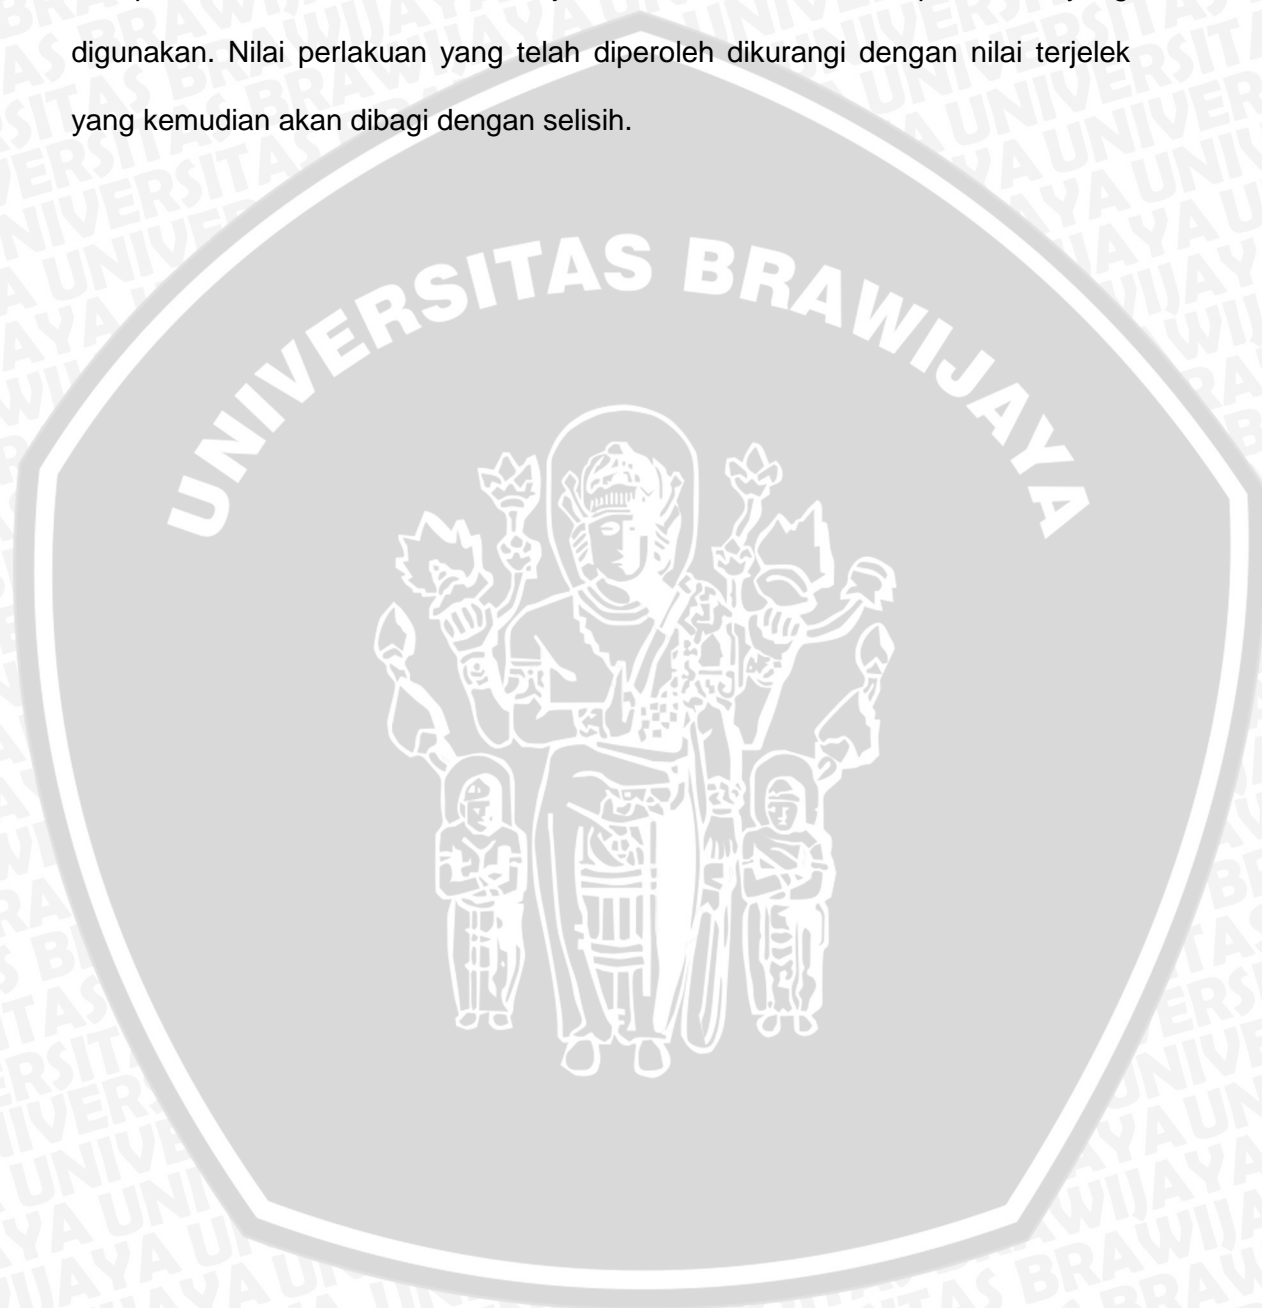 digunakan. Nilai perlakuan yang telah diperoleh dikurangi dengan nilai terjelek
yang kemudian akan dibagi dengan selisih.
UNIVERSITAS BRAWIJAYA